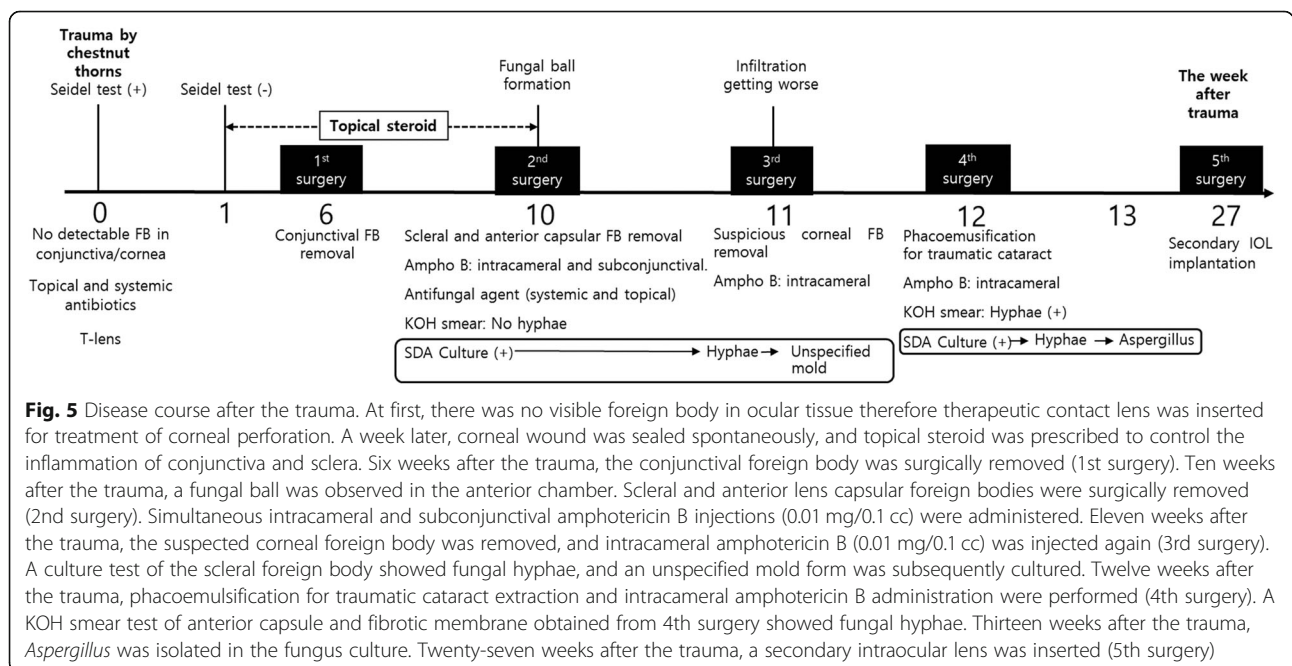 Trauma by
chestnut
thorns
Seidel test (+)
Seidel test (-)
Topical steroid
Fungal ball
formation
Infiltration
getting worse
The week
after
trauma
1st
surgery
2nd
surgery
3rd
surgery
4th
surgery
5th
surgery
0
1
6
10
11
12
13
27
No detectable FB in
conjunctiva/cornea
Topical and systemic
antibiotics
T-lens
Conjunctival FB
removal
Scleral and anterior capsular FB removal
Ampho B: intracameral and subconjunctival.
Antifungal agent (systemic and topical)
KOH smear: No hyphae
SDA Culture (+) Hyphae Unspecified
mold
Suspicious corneal FB
removal
Ampho B: intracameral
Phacoemusification
for traumatic cataract
Ampho B: intracameral
KOH smear: Hyphae (+)
SDA Culture (+) Hyphae Aspergillus
Secondary IOL
implantation
Fig. 5 Disease course after the trauma. At first, there was no visible foreign body in ocular tissue therefore therapeutic contact lens was inserted
for treatment of corneal perforation. A week later, corneal wound was sealed spontaneously, and topical steroid was prescribed to control the
inflammation of conjunctiva and sclera. Six weeks after the trauma, the conjunctival foreign body was surgically removed (1st surgery). Ten weeks
after the trauma, a fungal ball was observed in the anterior chamber. Scleral and anterior lens capsular foreign bodies were surgically removed
(2nd surgery). Simultaneous intracameral and subconjunctival amphotericin B injections (0.01 mg/0.1 cc) were administered. Eleven weeks after
the trauma, the suspected corneal foreign body was removed, and intracameral amphotericin B (0.01 mg/0.1 cc) was injected again (3rd surgery).
A culture test of the scleral foreign body showed fungal hyphae, and an unspecified mold form was subsequently cultured. Twelve weeks after
the trauma, phacoemulsification for traumatic cataract extraction and intracameral amphotericin B administration were performed (4th surgery). A
KOH smear test of anterior capsule and fibrotic membrane obtained from 4th surgery showed fungal hyphae. Thirteen weeks after the trauma,
Aspergillus was isolated in the fungus culture. Twenty-seven weeks after the trauma, a secondary intraocular lens was inserted (5th surgery)